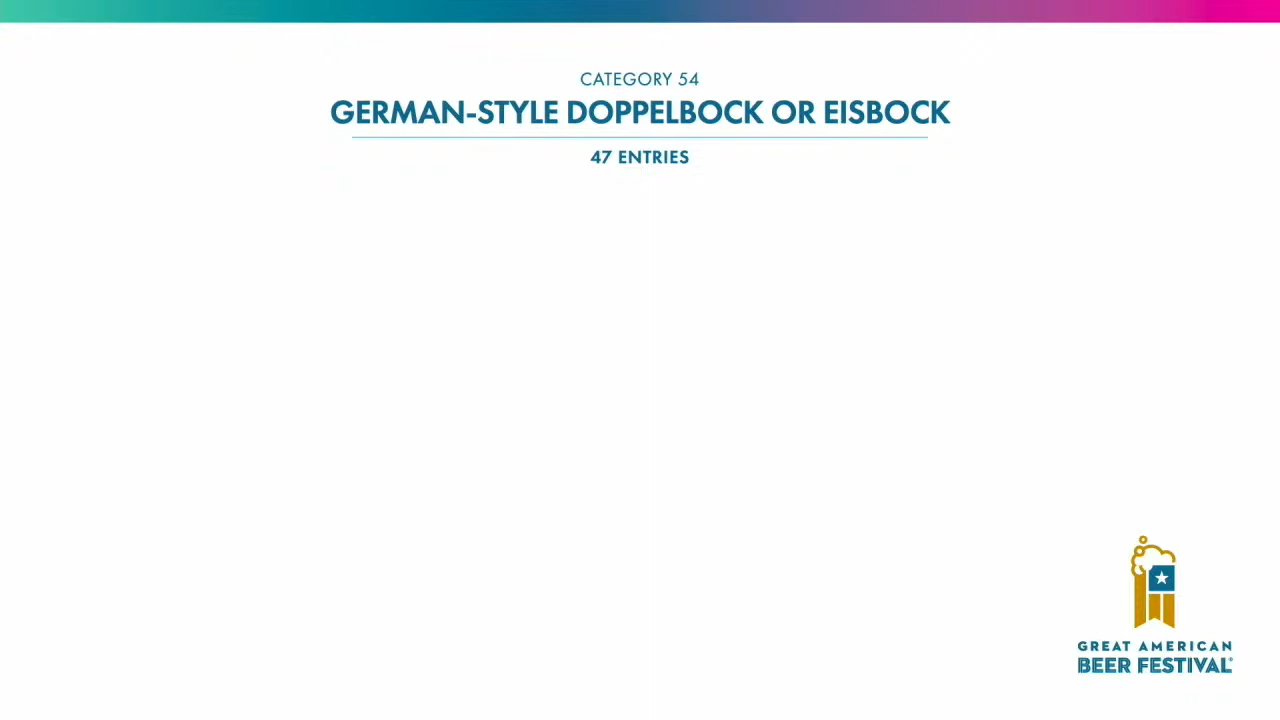 CATEGORY 54
GERMAN-STYLE DOPPELBOCK OR EISBOCK
47 ENTRIES
GREAT AMERICAN
BEER FESTIVAL®